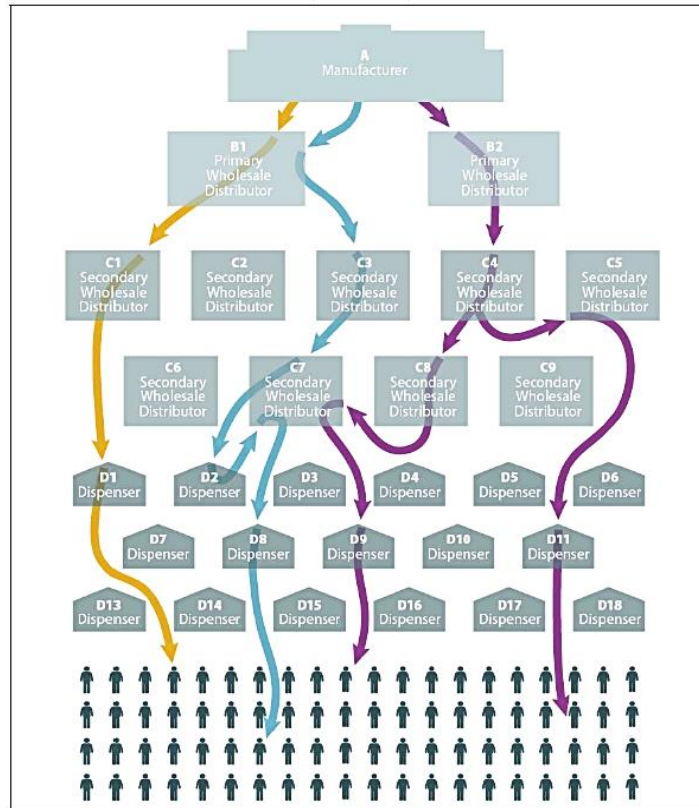 A
Manufacturer
B1
Primary
Wholesale
Distributor
B2
Primary
Wholesale
Distributor
C1
Secondary
Wholesale
Distributor
C2
Secondary
Wholesale
Distributor
C3
Secondary
Wholesale
Distributor
C4
Secondary
Wholesale
Distributor
C5
Secondary
Wholesale
Distributor
C6
Secondary
Wholesale
Distributor
C7
Secondary
Wholesale
Distributor
C8
Secondary
Wholesale
Distributor
C9
Secondary
Wholesale
Distributor
D1
Dispenser
D2
Dispenser
D3
Dispenser
D4
Dispenser
D5
Dispenser
D6
Dispenser
D7
Dispenser
D8
Dispenser
D9
Dispenser
D10
Dispenser
D11
Dispenser
D13
Dispenser
D14
Dispenser
D15
Dispenser
D16
Dispenser
D17
Dispenser
D18
Dispenser